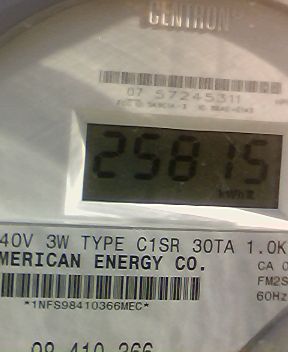 CENTRON®
07 57245311
25815
kWh
40V 3W TYPE C1SR 30TA 1.0K
MERICAN ENERGY CO.
CA 0
FM2S
*1NFS98410366MEC*
60Hz
98 410 366